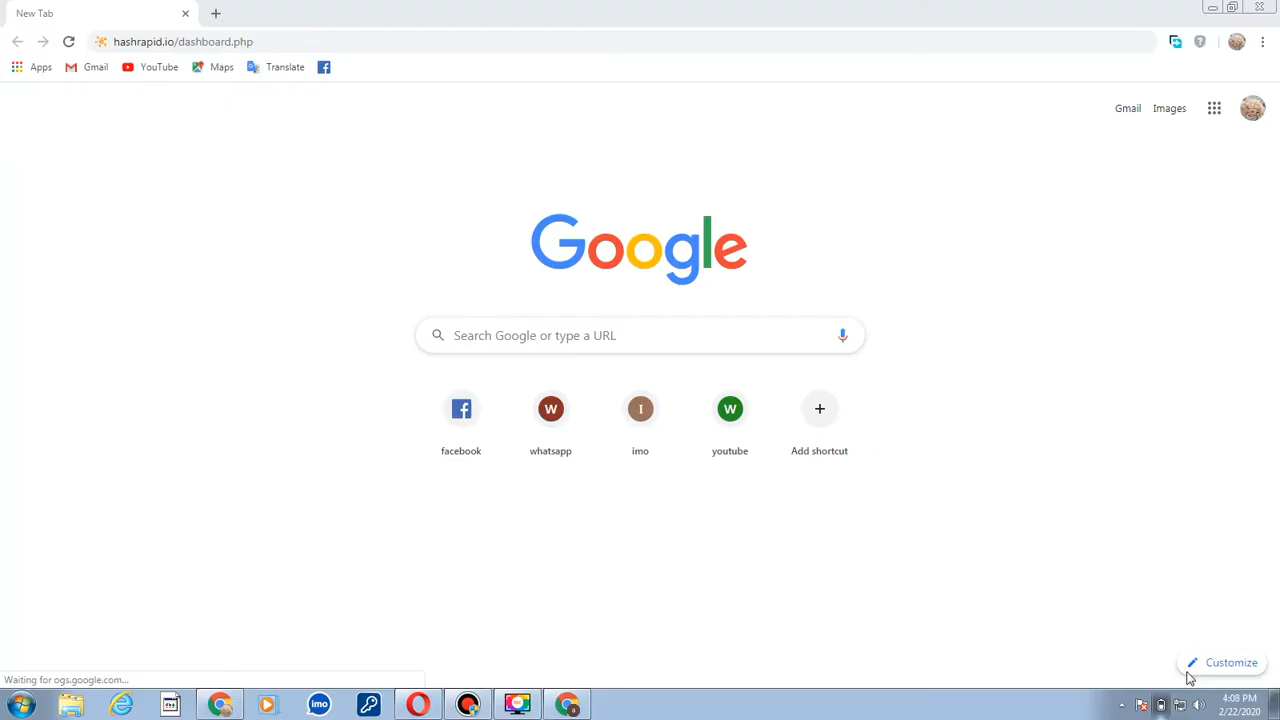 New Tab
hashrapid.io/dashboard.php
Apps Gmail YouTube Maps Translate
Gmail Images
Google
Search Google or type a URL
W I W
facebook whatsapp imo youtube Add shortcut
Customize
Waiting for ogs.google.com...
imo
4:08 PM
2/22/2020